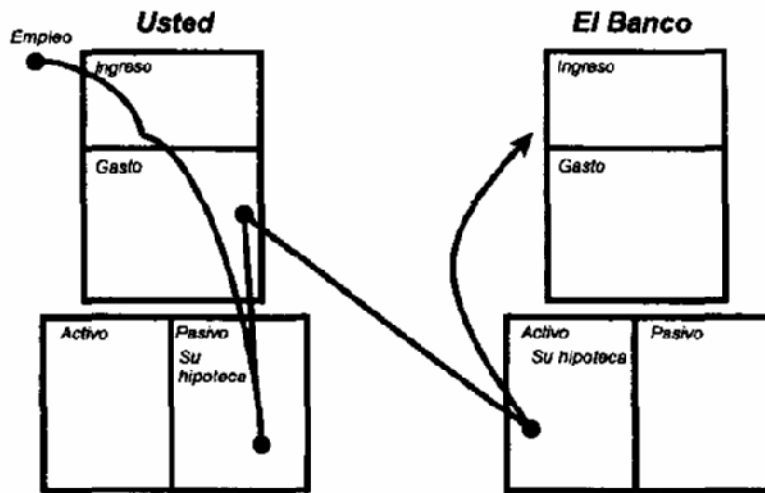 Usted
El Banco
Empleo
Ingreso
Ingreso
Gasto
Gasto
Activo
Pasivo
Su
hipoteca
Activo
Su hipoteca
Pasivo